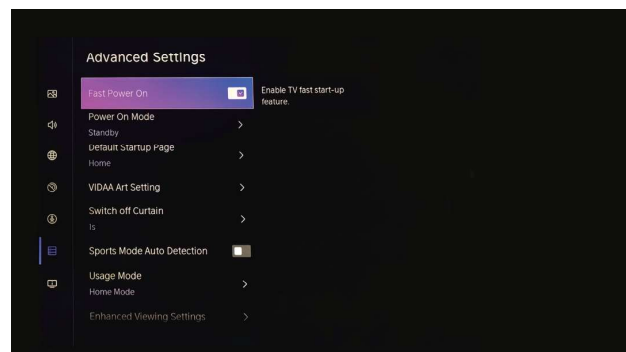 Advanced Settings
Fast Power On
Enable TV fast start-up
feature.
Power On Mode
Standby
Default Startup Page
Home
VIDAA Art Setting
Switch off Curtain
1s
Sports Mode Auto Detection
Usage Mode
Home Mode
Enhanced Viewing Settings